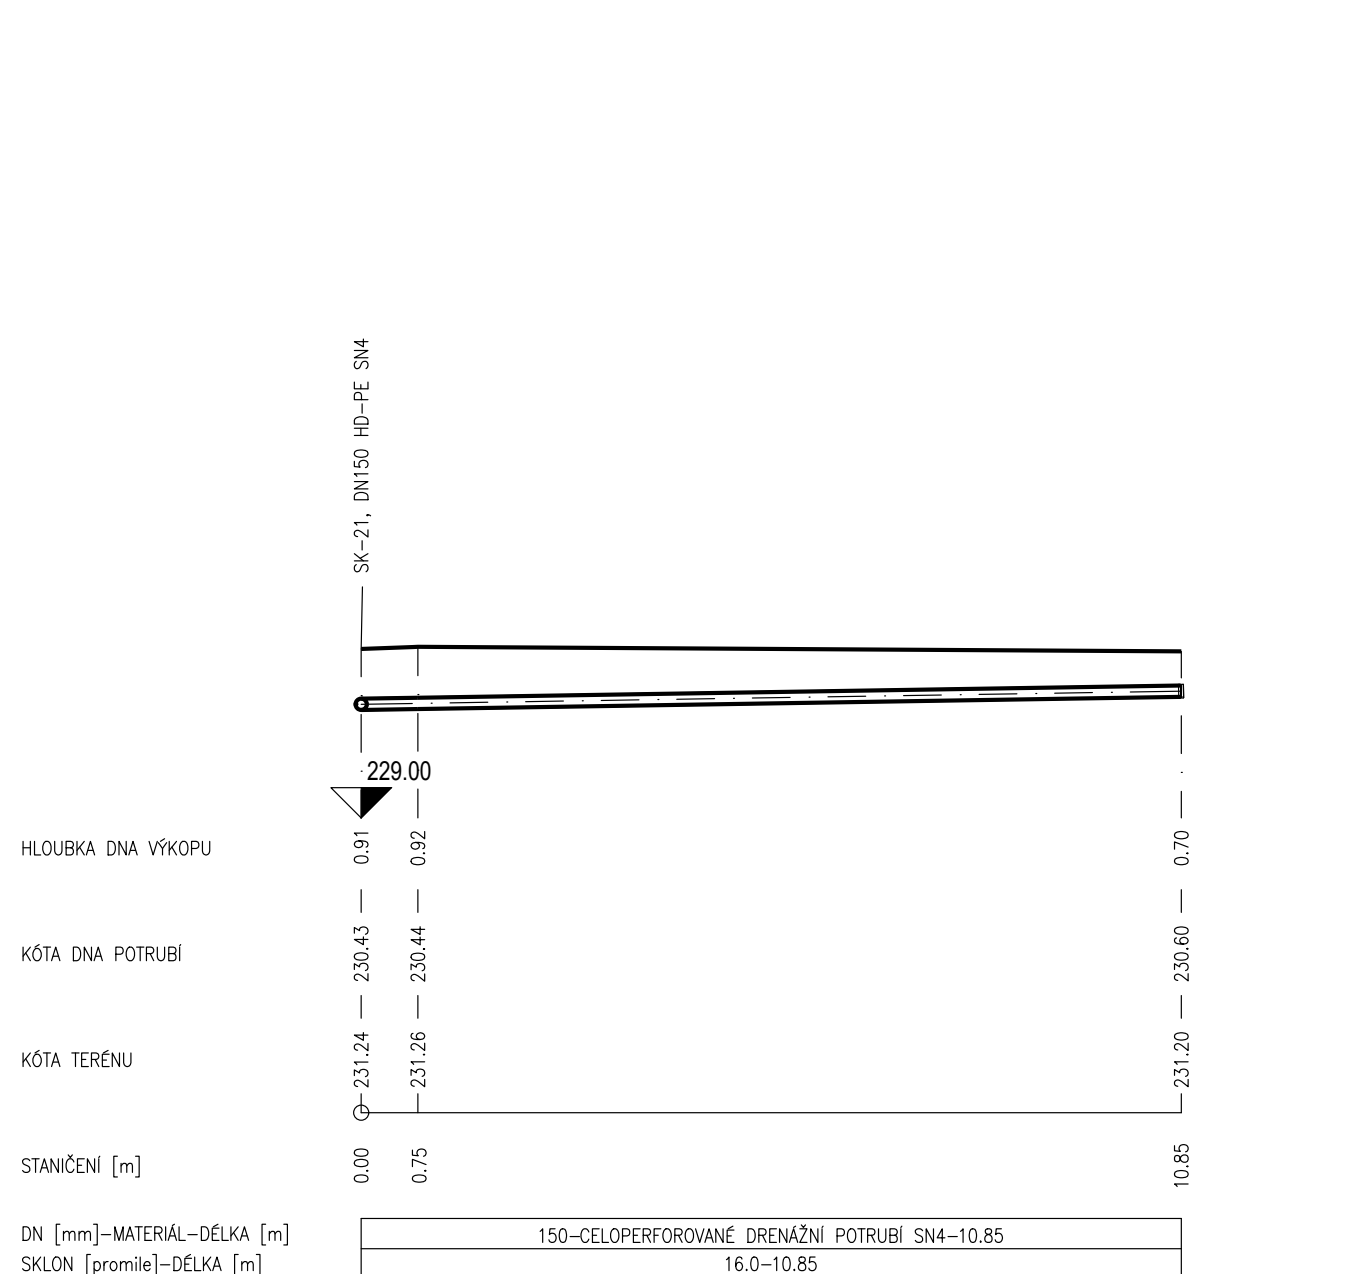 SK-21, DN150 HD-PE SN4
229.00
HLOUBKA DNA VÝKOPU 0.91 0.92 0.70
KÓTA DNA POTRUBÍ 230.43 230.44 230.60
KÓTA TERÉNU 231.24 231.26 231.20
STANIČENÍ [m] 0.00 0.75 10.85
DN [mm]-MATERIÁL-DÉLKA [m] 150-CELOPERFOROVANÉ DRENÁŽNÍ POTRUBÍ SN4-10.85
SKLON [promile]-DÉLKA [m] 16.0-10.85